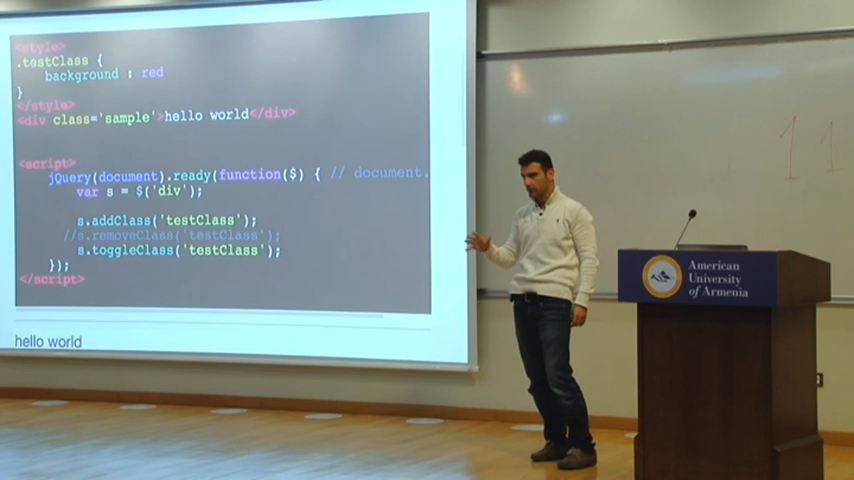 <style>
.testClass {
    background : red
}
</style>
<div class='sample'>hello world</div>
<script>
jQuery(document).ready(function($) { // document.
var s = $('div');
s.addClass('testClass');
//s.removeClass('testClass');
s.toggleClass('testClass');
});
</script>
hello world
11
American
University
of Armenia